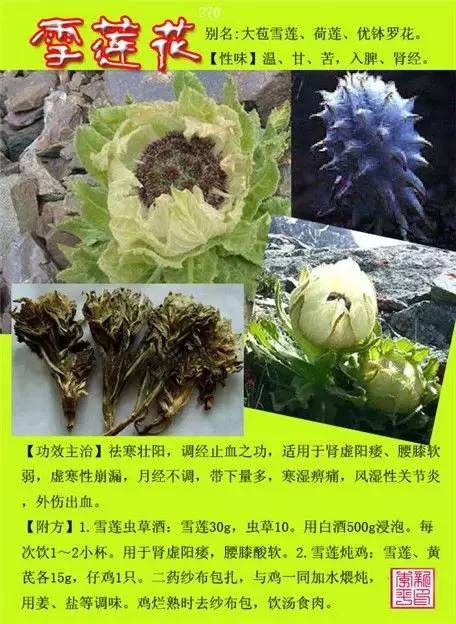 270
雪莲花
别名:大苞雪莲、荷莲、优钵罗花。
【性味】温、甘、苦，入脾、肾经。
【功效主治】祛寒壮阳，调经止血之功，适用于肾虚阳痿、腰膝软
弱，虚寒性崩漏，月经不调，带下量多，寒湿痹痛，风湿性关节炎
，外伤出血。
【附方】1.雪莲虫草酒：雪莲30g，虫草10。用白酒500g浸泡。每
次饮1～2小杯。用于肾虚阳痿，腰膝酸软。2.雪莲炖鸡：雪莲、黄
芪各15g，仔鸡1只。二药纱布包扎，与鸡一同加水煨炖，
用姜、盐等调味。鸡烂熟时去纱布包，饮汤食肉。